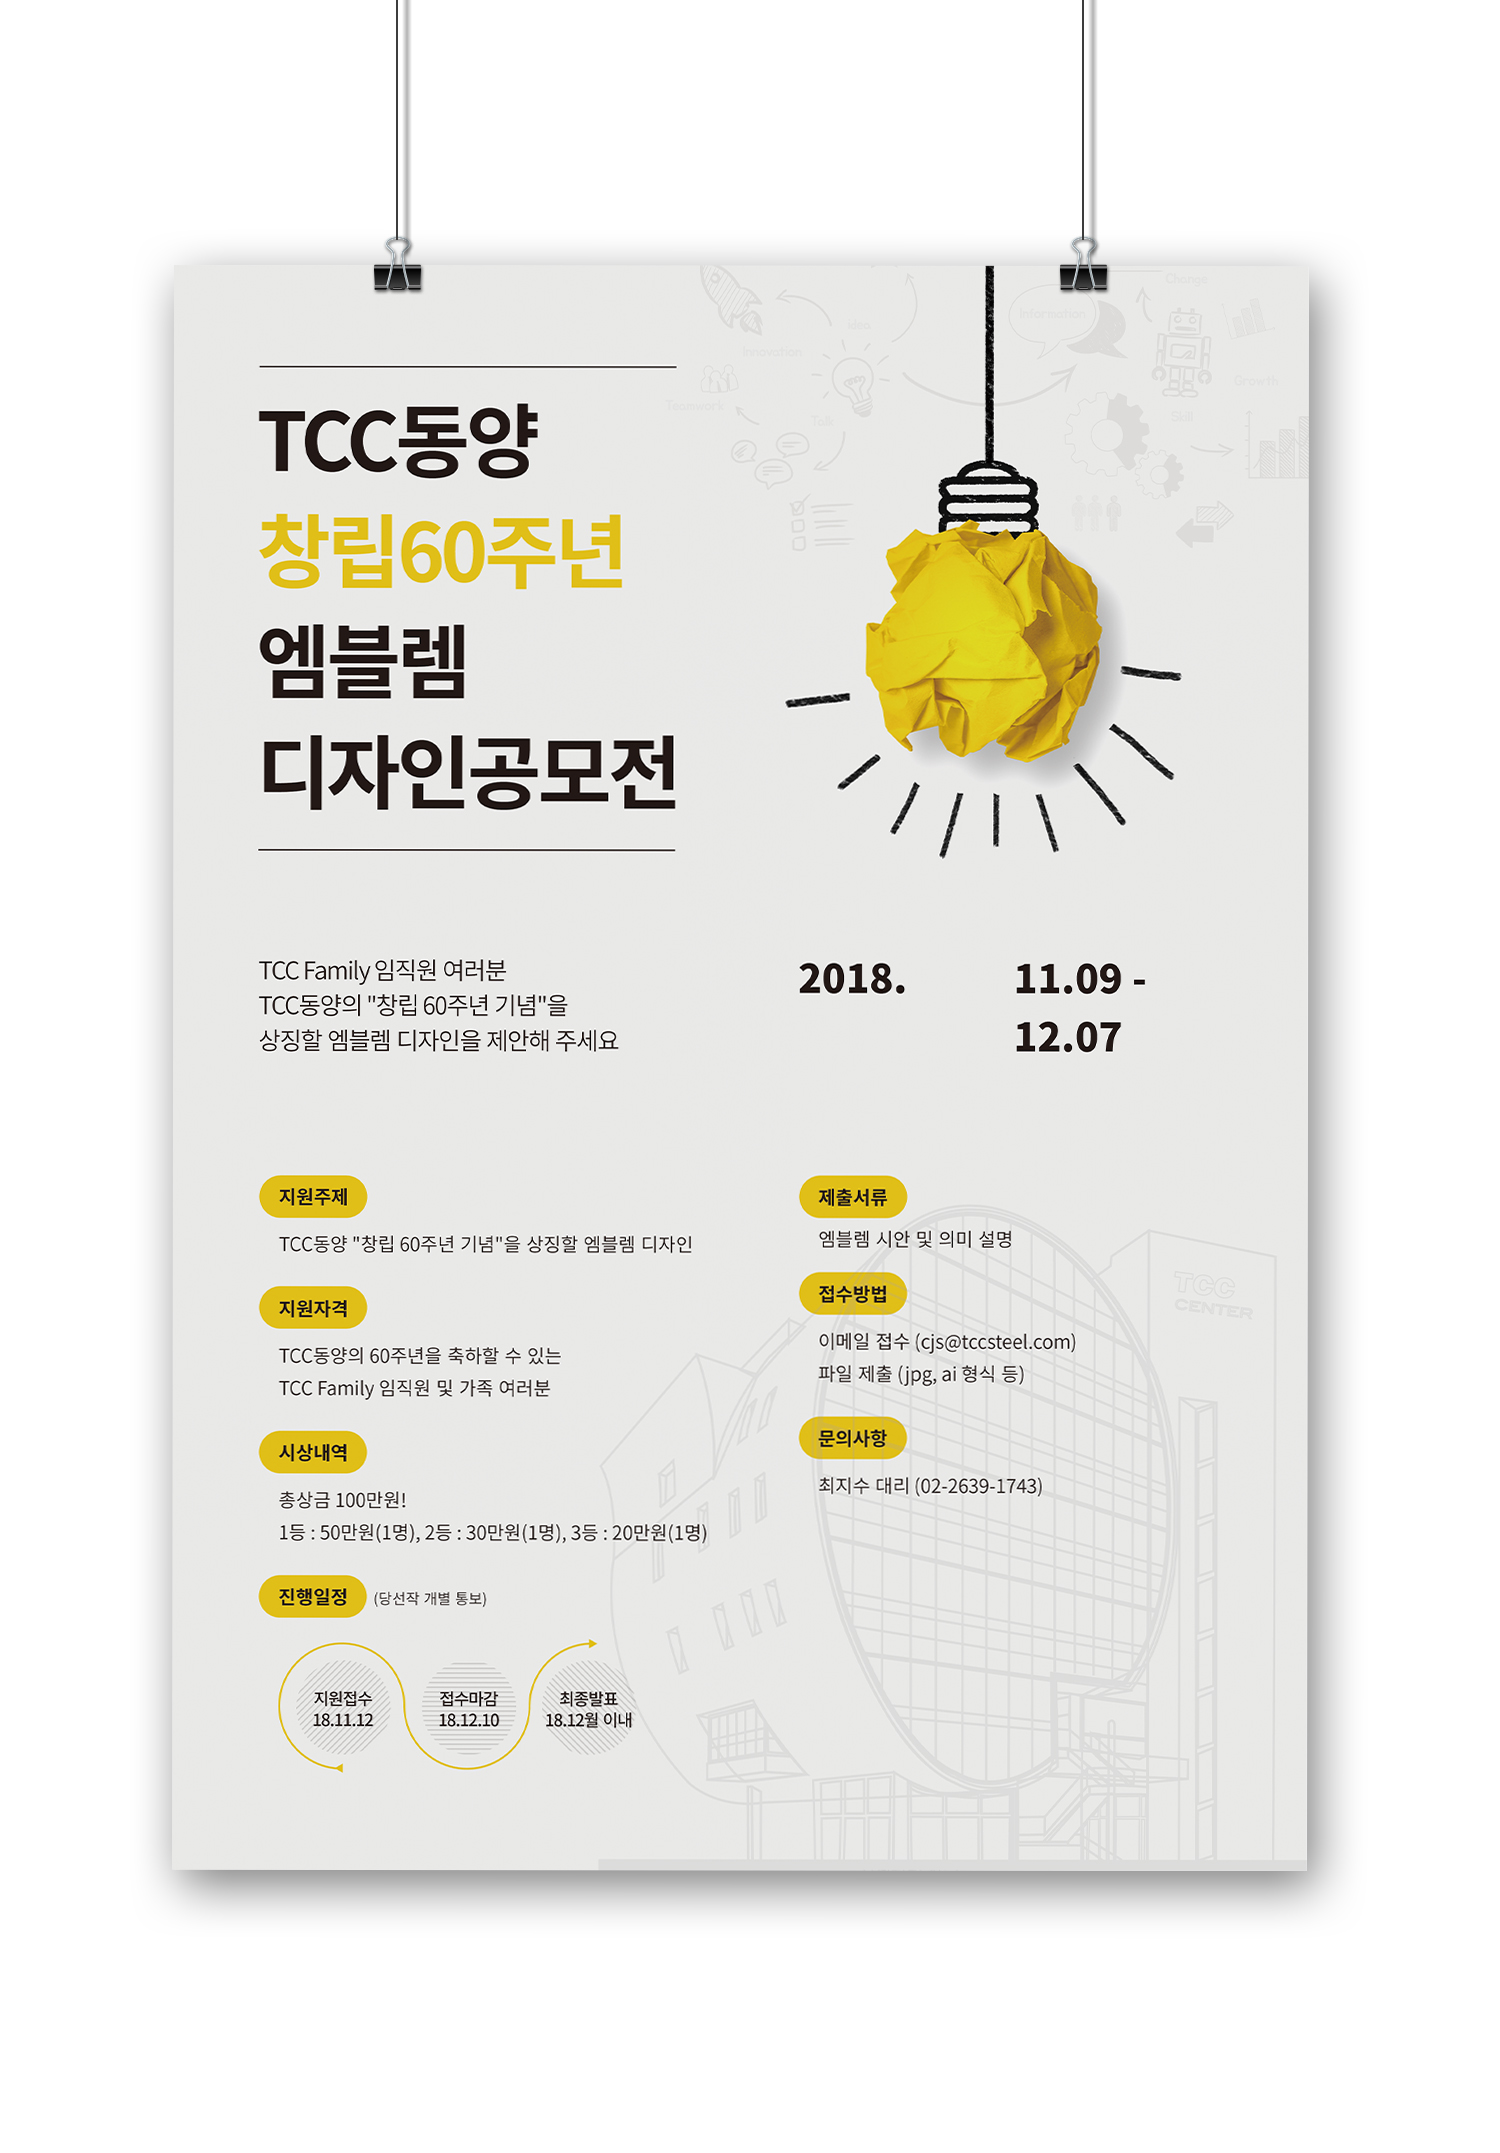 TCC동양
창립60주년
엠블렘
디자인공모전
Change
Information
Idea
Innovation
Growth
Teamwork
Skill
Talk
TCC Family 임직원 여러분
TCC동양의 "창립 60주년 기념"을
상징할 엠블렘 디자인을 제안해 주세요
2018. 11.09 -
12.07
지원주제
TCC동양 "창립 60주년 기념"을 상징할 엠블렘 디자인
지원자격
TCC동양의 60주년을 축하할 수 있는
TCC Family 임직원 및 가족 여러분
시상내역
총상금 100만원!
1등 : 50만원(1명), 2등 : 30만원(1명), 3등 : 20만원(1명)
진행일정 (당선작 개별 통보)
지원접수
18.11.12
접수마감
18.12.10
최종발표
18.12월 이내
제출서류
엠블렘 시안 및 의미 설명
접수방법
이메일 접수 (cjs@tccsteel.com)
파일 제출 (jpg, ai 형식 등)
문의사항
최지수 대리 (02-2639-1743)
TCC
CENTER